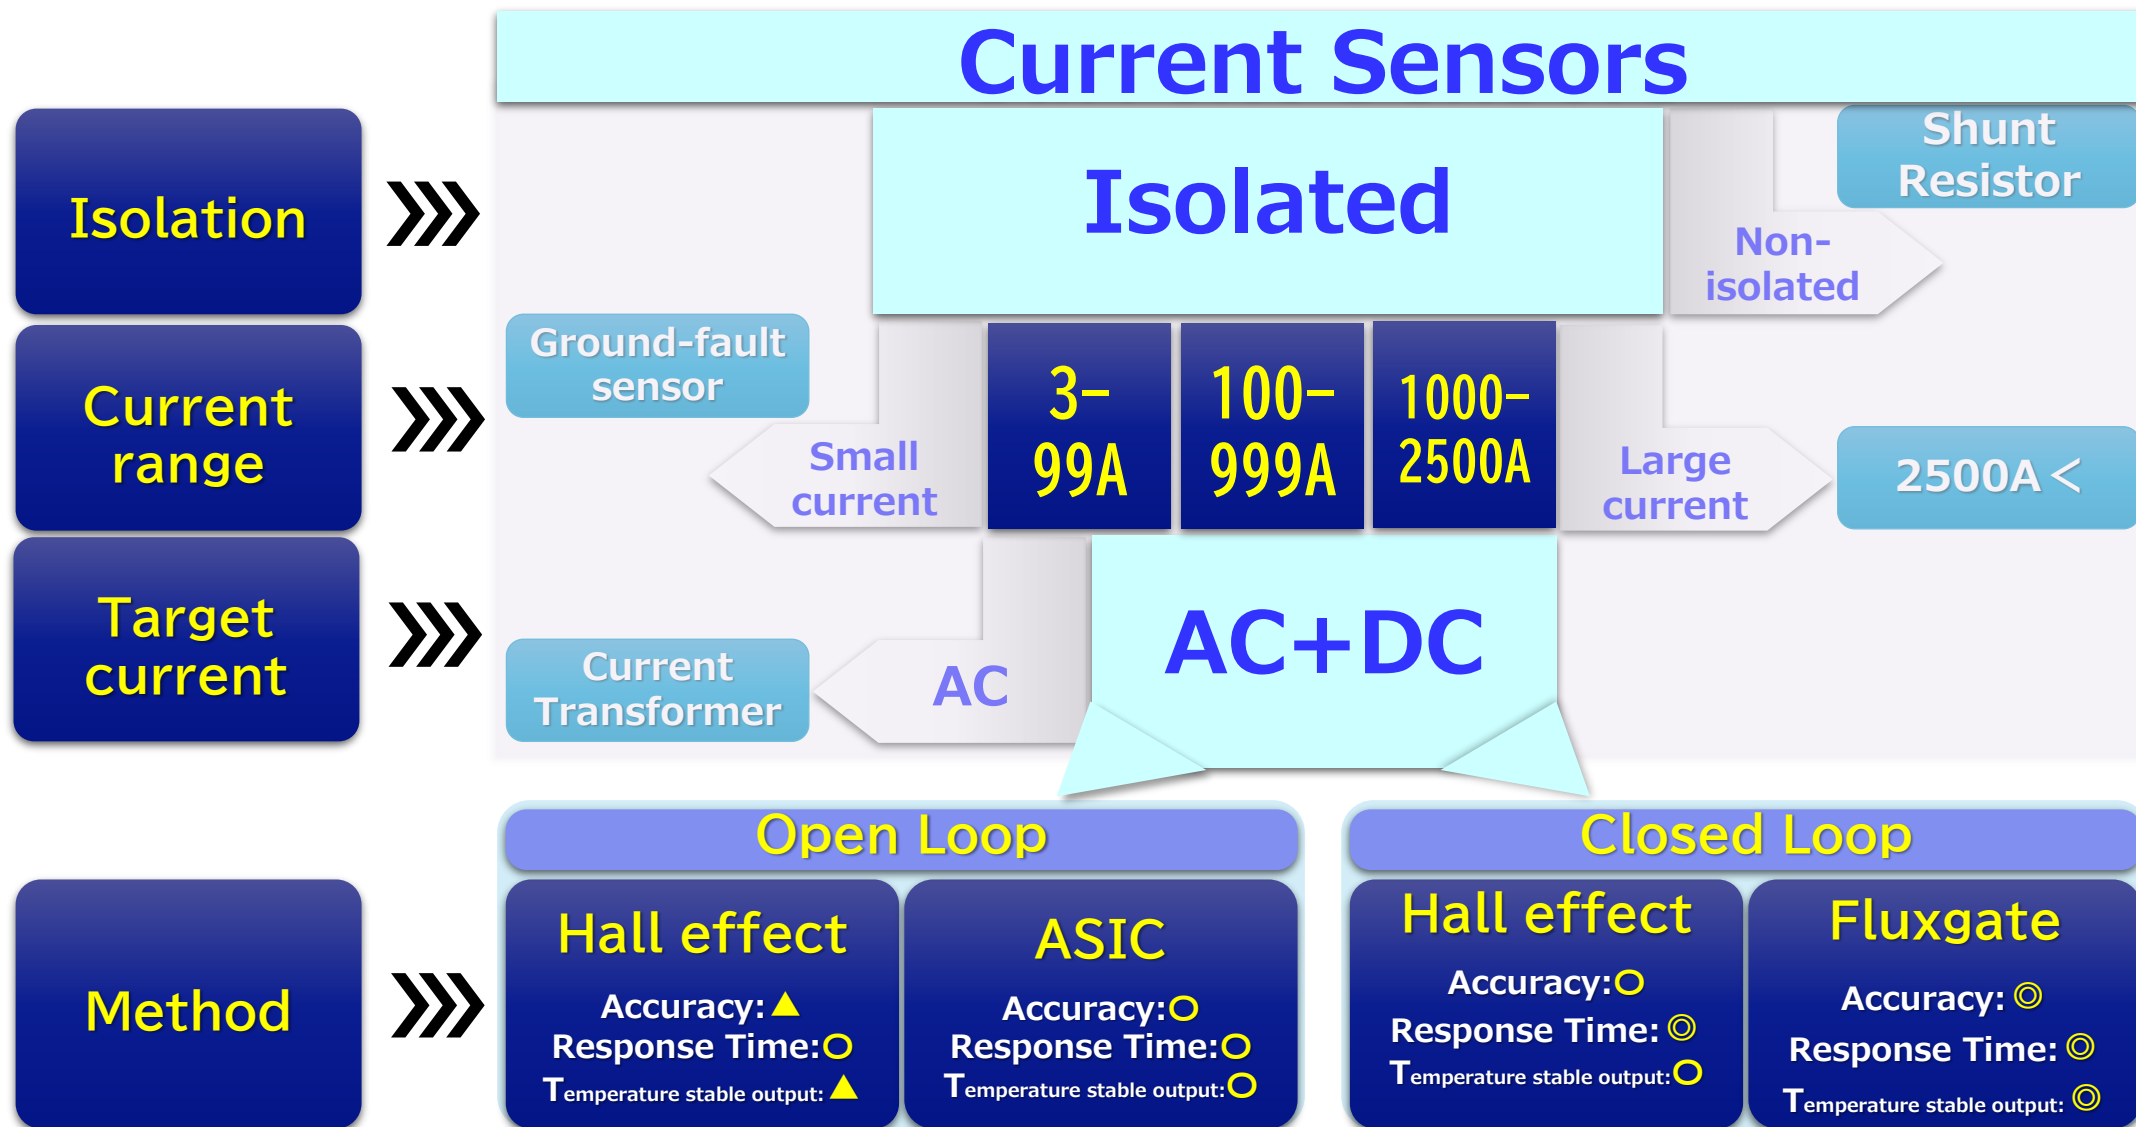 Current Sensors
Isolation
Isolated
Shunt
Resistor
Non-
isolated
Current
range
Ground-fault
sensor
Small
current
3-
99A
100-
999A
1000-
2500A
Large
current
2500A<
Target
current
Current
Transformer
AC
AC+DC
Method
Open Loop
Hall effect
Accuracy:▲
Response Time:○
Temperature stable output:▲
ASIC
Accuracy:○
Response Time:○
Temperature stable output:○
Closed Loop
Hall effect
Accuracy:○
Response Time:◎
Temperature stable output:○
Fluxgate
Accuracy:◎
Response Time:◎
Temperature stable output:◎